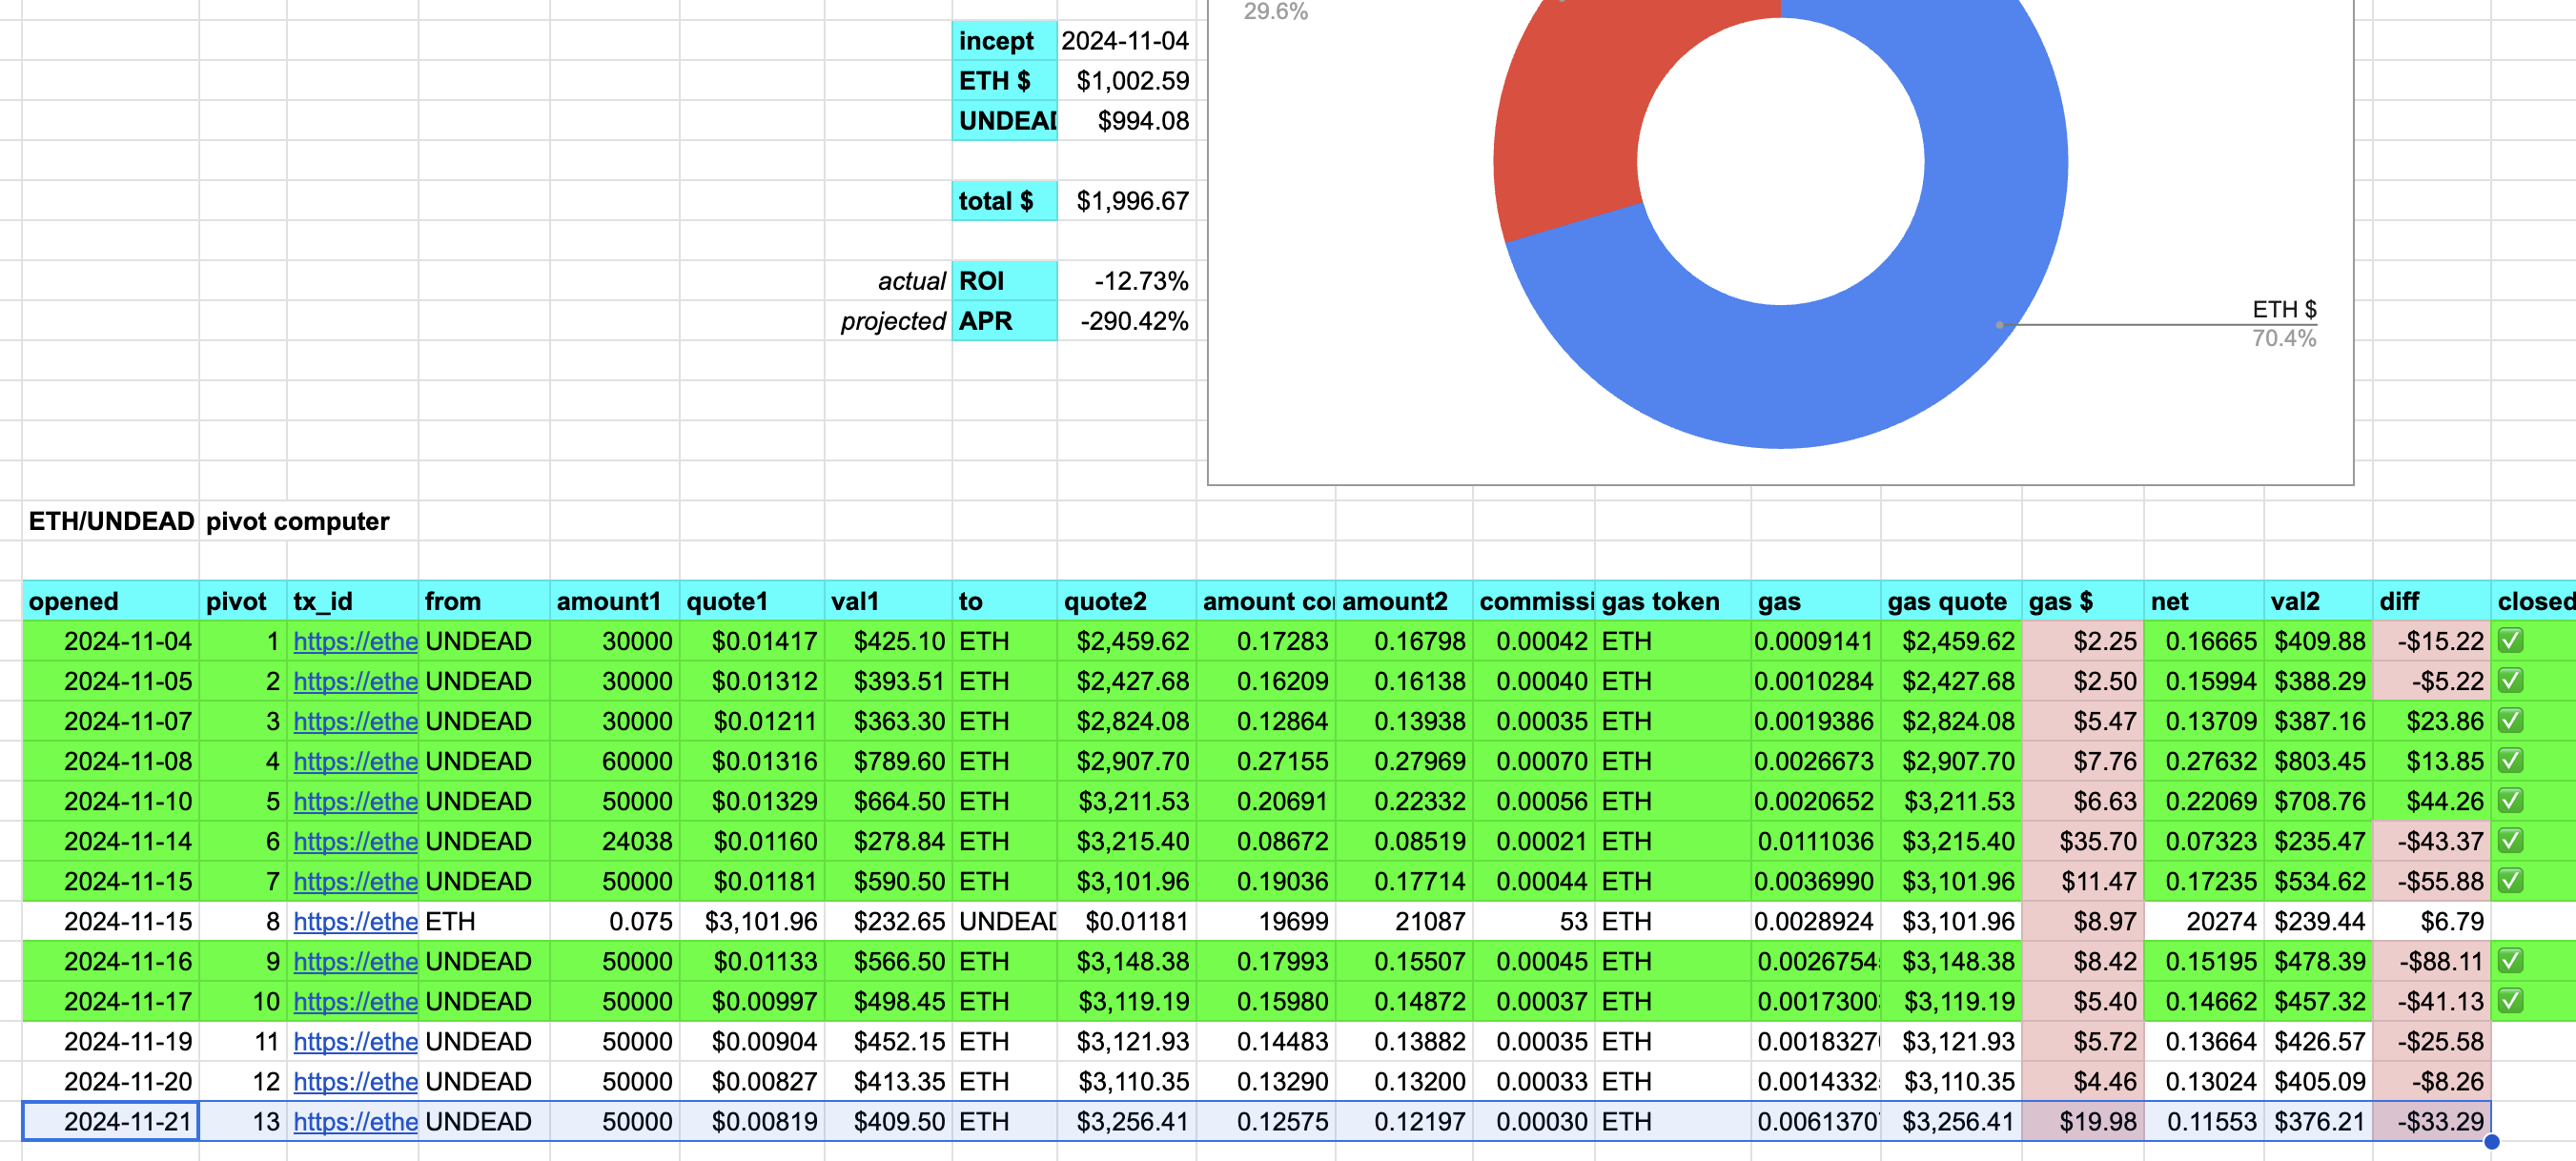 29.6%
incept 2024-11-04
ETH $ $1,002.59
UNDEAD $994.08
total $ $1,996.67
actual ROI -12.73%
projected APR -290.42%
ETH $
70.4%
ETH/UNDEAD pivot computer
opened pivot tx_id from amount1 quote1 val1 to quote2 amount co amount2 commissi gas token gas gas quote gas $ net val2 diff closed
2024-11-04 1 https://ethe UNDEAD 30000 $0.01417 $425.10 ETH $2,459.62 0.17283 0.16798 0.00042 ETH 0.0009141 $2,459.62 $2.25 0.16665 $409.88 -$15.22 ✅
2024-11-05 2 https://ethe UNDEAD 30000 $0.01312 $393.51 ETH $2,427.68 0.16209 0.16138 0.00040 ETH 0.0010284 $2,427.68 $2.50 0.15994 $388.29 -$5.22 ✅
2024-11-07 3 https://ethe UNDEAD 30000 $0.01211 $363.30 ETH $2,824.08 0.12864 0.13938 0.00035 ETH 0.0019386 $2,824.08 $5.47 0.13709 $387.16 $23.86 ✅
2024-11-08 4 https://ethe UNDEAD 60000 $0.01316 $789.60 ETH $2,907.70 0.27155 0.27969 0.00070 ETH 0.0026673 $2,907.70 $7.76 0.27632 $803.45 $13.85 ✅
2024-11-10 5 https://ethe UNDEAD 50000 $0.01329 $664.50 ETH $3,211.53 0.20691 0.22332 0.00056 ETH 0.0020652 $3,211.53 $6.63 0.22069 $708.76 $44.26 ✅
2024-11-14 6 https://ethe UNDEAD 24038 $0.01160 $278.84 ETH $3,215.40 0.08672 0.08519 0.00021 ETH 0.0111036 $3,215.40 $35.70 0.07323 $235.47 -$43.37 ✅
2024-11-15 7 https://ethe UNDEAD 50000 $0.01181 $590.50 ETH $3,101.96 0.19036 0.17714 0.00044 ETH 0.0036990 $3,101.96 $11.47 0.17235 $534.62 -$55.88 ✅
2024-11-15 8 https://ethe ETH 0.075 $3,101.96 $232.65 UNDEAD $0.01181 19699 21087 53 ETH 0.0028924 $3,101.96 $8.97 20274 $239.44 $6.79
2024-11-16 9 https://ethe UNDEAD 50000 $0.01133 $566.50 ETH $3,148.38 0.17993 0.15507 0.00045 ETH 0.0026754 $3,148.38 $8.42 0.15195 $478.39 -$88.11 ✅
2024-11-17 10 https://ethe UNDEAD 50000 $0.00997 $498.45 ETH $3,119.19 0.15980 0.14872 0.00037 ETH 0.0017300 $3,119.19 $5.40 0.14662 $457.32 -$41.13 ✅
2024-11-19 11 https://ethe UNDEAD 50000 $0.00904 $452.15 ETH $3,121.93 0.14483 0.13882 0.00035 ETH 0.0018327 $3,121.93 $5.72 0.13664 $426.57 -$25.58
2024-11-20 12 https://ethe UNDEAD 50000 $0.00827 $413.35 ETH $3,110.35 0.13290 0.13200 0.00033 ETH 0.0014332 $3,110.35 $4.46 0.13024 $405.09 -$8.26
2024-11-21 13 https://ethe UNDEAD 50000 $0.00819 $409.50 ETH $3,256.41 0.12575 0.12197 0.00030 ETH 0.0061370 $3,256.41 $19.98 0.11553 $376.21 -$33.29